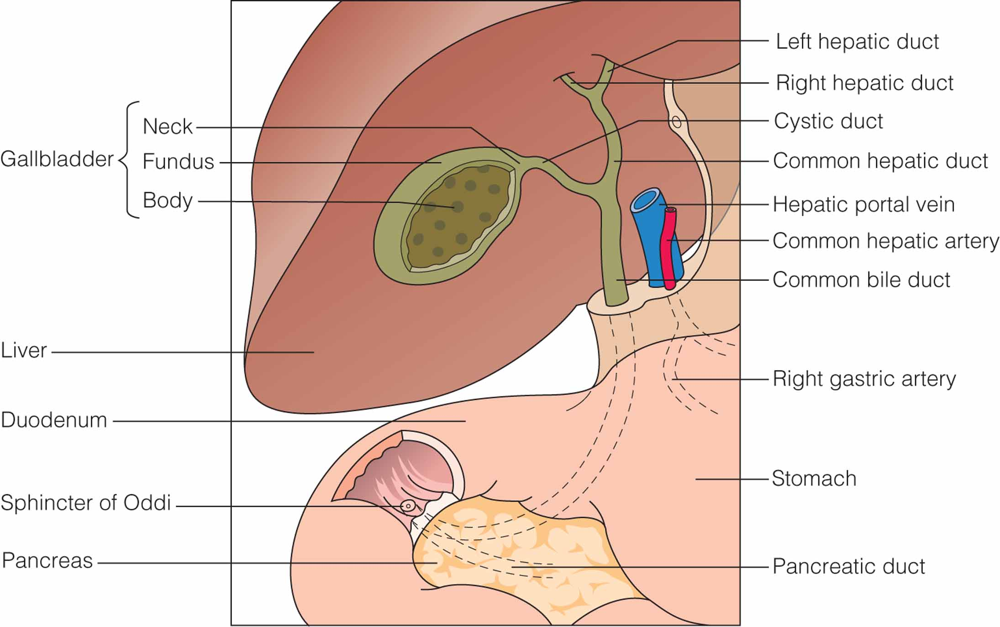 Gallbladder
Neck
Fundus
Body
Liver
Duodenum
Sphincter of Oddi
Pancreas
Left hepatic duct
Right hepatic duct
Cystic duct
Common hepatic duct
Hepatic portal vein
Common hepatic artery
Common bile duct
Right gastric artery
Stomach
Pancreatic duct